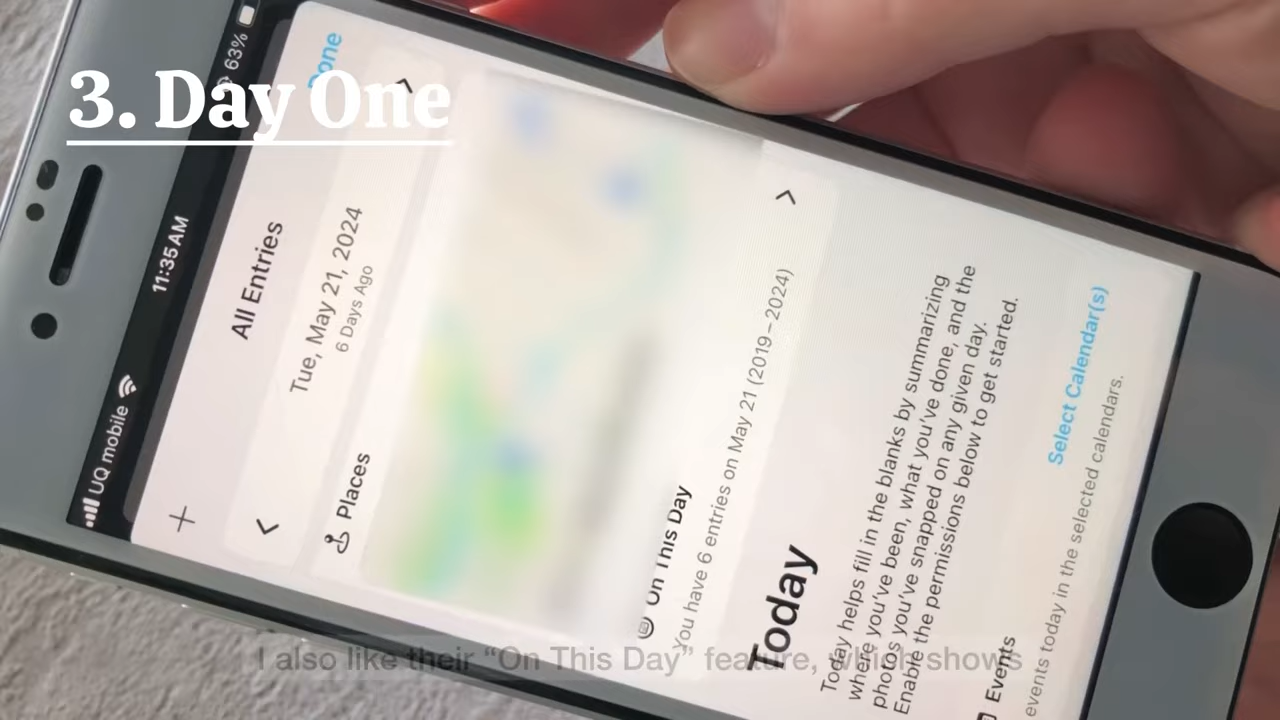 3. Day One
UQ mobile
11:35 AM
63%
+
All Entries
Done
Tue, May 21, 2024
6 Days Ago
Places
On This Day
You have 6 entries on May 21 (2019–2024)
Today
Today helps fill in the blanks by summarizing
where you've been, what you've done, and the
photos you've snapped on any given day.
Enable the permissions below to get started.
Events
Select Calendar(s)
events today in the selected calendars.
I also like their “On This Day” feature, which shows